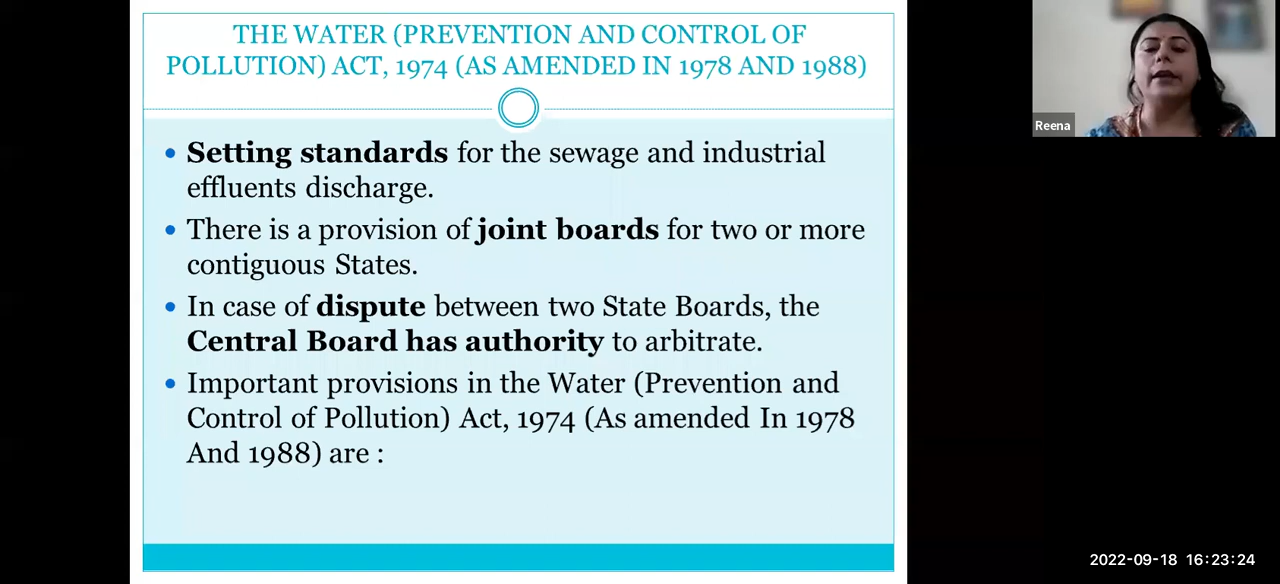 THE WATER (PREVENTION AND CONTROL OF
POLLUTION) ACT, 1974 (AS AMENDED IN 1978 AND 1988)
• Setting standards for the sewage and industrial
effluents discharge.
• There is a provision of joint boards for two or more
contiguous States.
• In case of dispute between two State Boards, the
Central Board has authority to arbitrate.
• Important provisions in the Water (Prevention and
Control of Pollution) Act, 1974 (As amended In 1978
And 1988) are :
Reena
2022-09-18 16:23:24